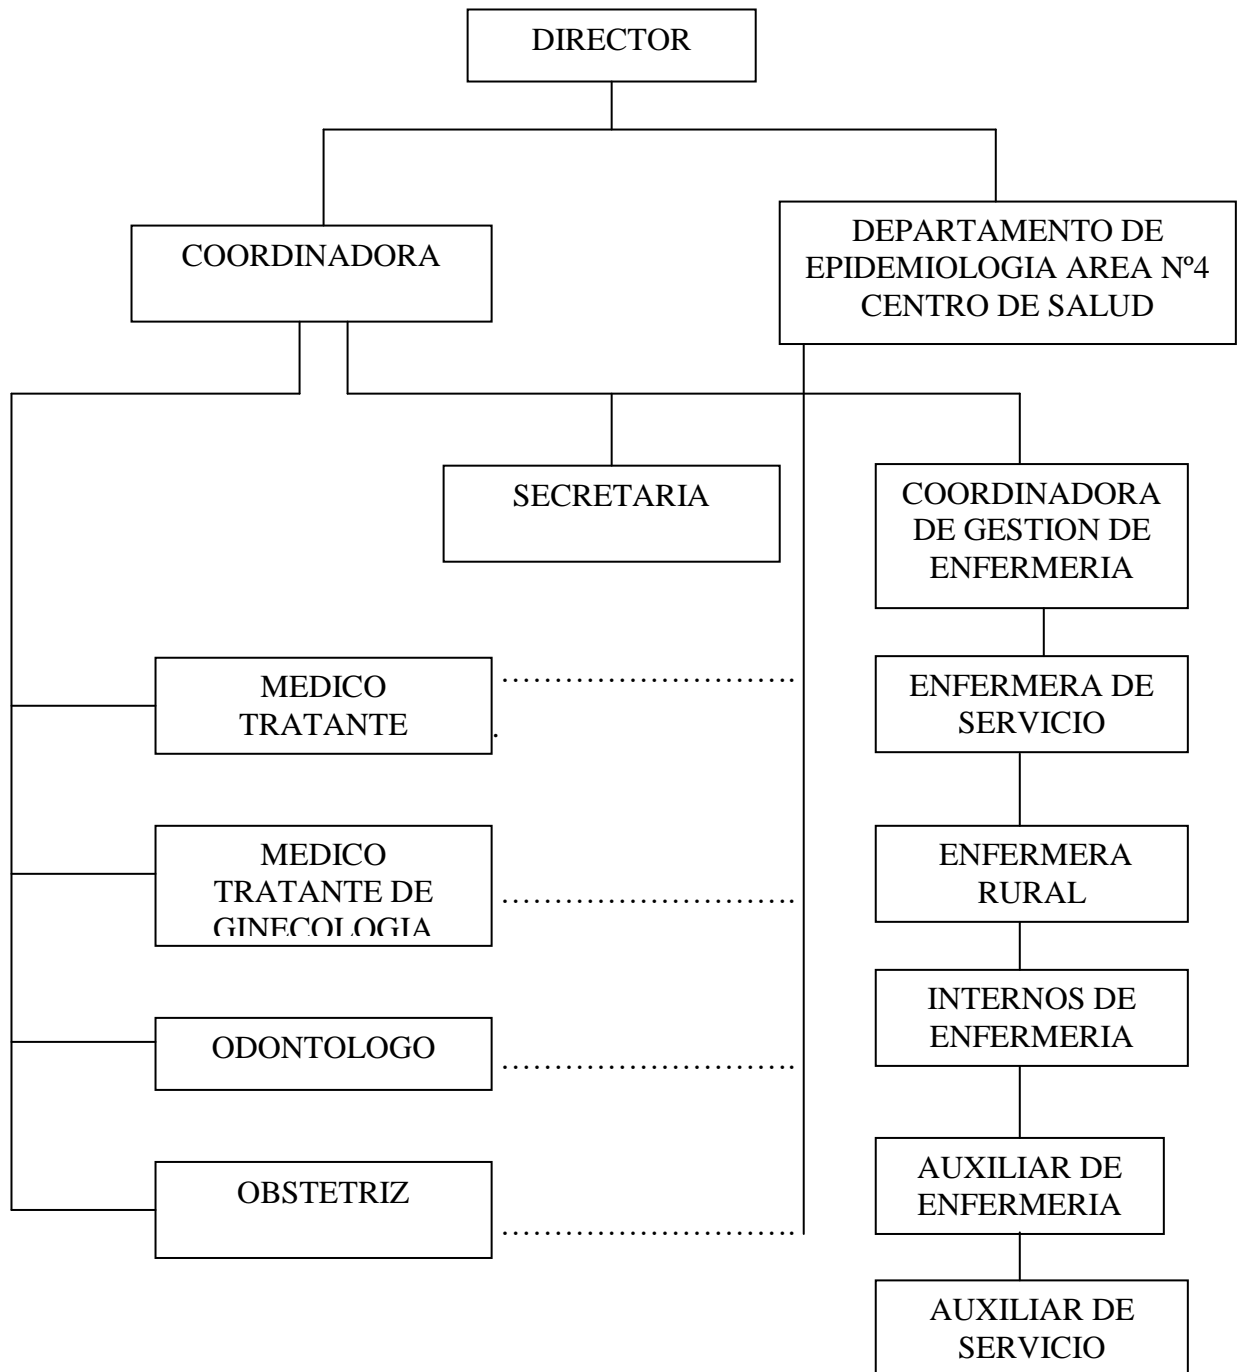 DIRECTOR
COORDINADORA
DEPARTAMENTO DE
EPIDEMIOLOGIA AREA Nº4
CENTRO DE SALUD
SECRETARIA
COORDINADORA
DE GESTION DE
ENFERMERIA
MEDICO
TRATANTE
ENFERMERA DE
SERVICIO
MEDICO
TRATANTE DE
GINECOLOGIA
ENFERMERA
RURAL
INTERNOS DE
ENFERMERIA
ODONTOLOGO
OBSTETRIZ
AUXILIAR DE
ENFERMERIA
AUXILIAR DE
SERVICIO